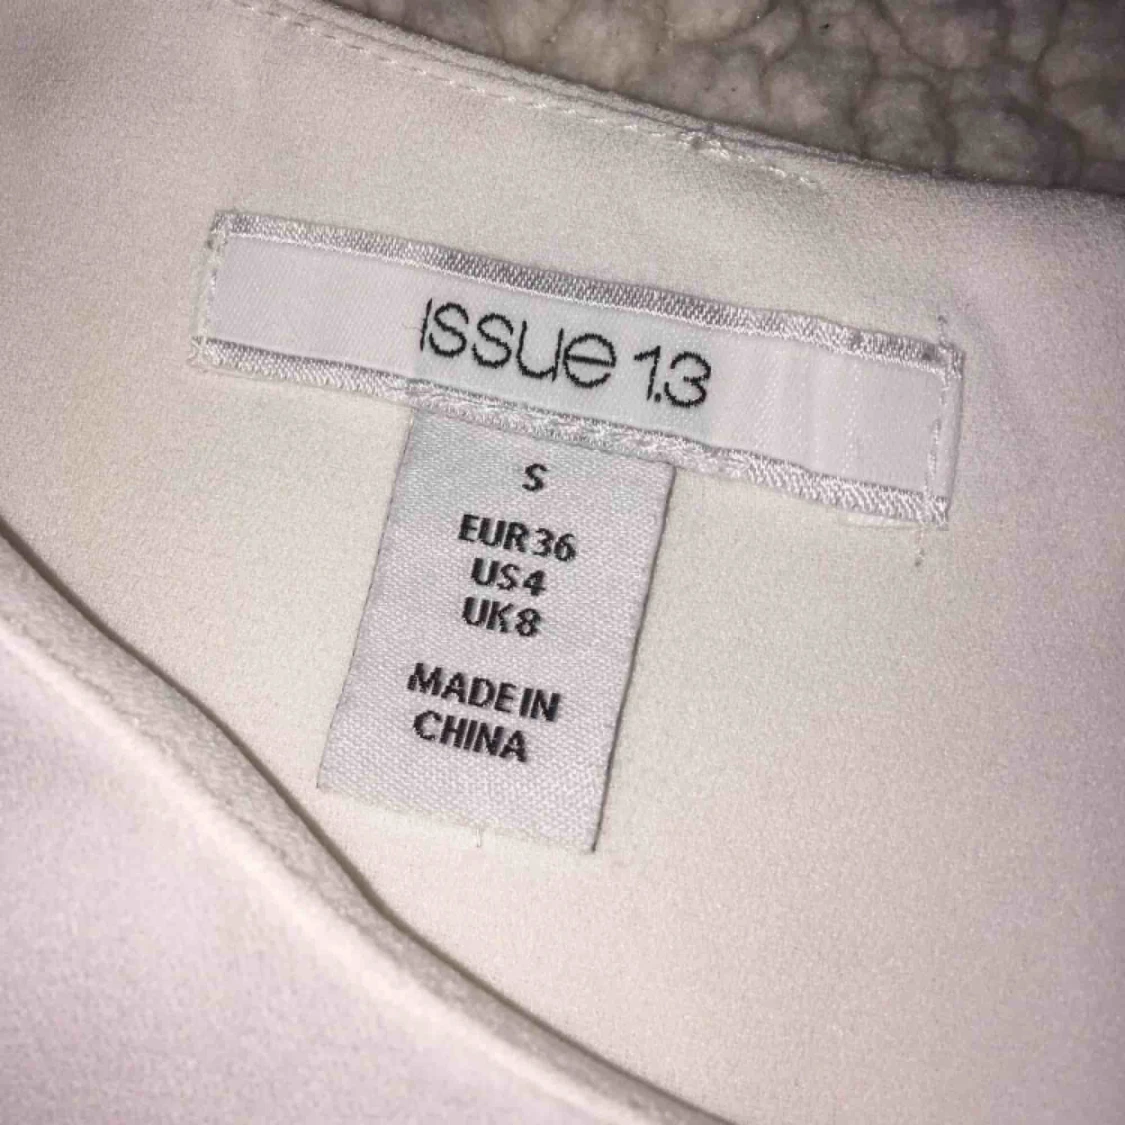 ISSUe 1.3
S
EUR 36
US 4
UK 8
MADE IN
CHINA